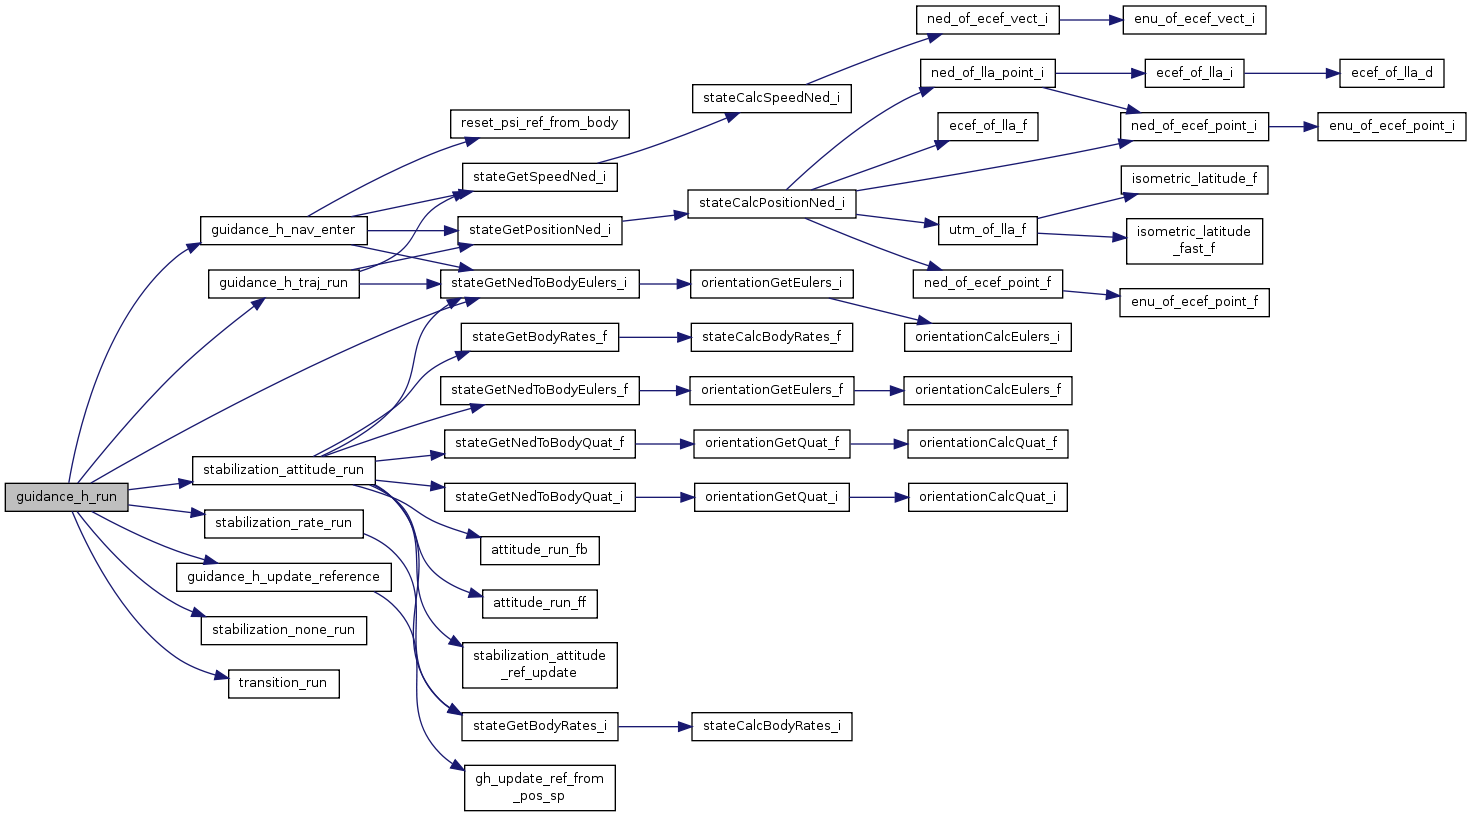 guidance_h_run
guidance_h_nav_enter
guidance_h_traj_run
stabilization_attitude_run
stabilization_rate_run
guidance_h_update_reference
stabilization_none_run
transition_run
reset_psi_ref_from_body
stateGetSpeedNed_i
stateGetPositionNed_i
stateGetNedToBodyEulers_i
stateGetBodyRates_f
stateGetNedToBodyEulers_f
stateGetNedToBodyQuat_f
stateGetNedToBodyQuat_i
attitude_run_fb
attitude_run_ff
stabilization_attitude
_ref_update
stateGetBodyRates_i
gh_update_ref_from
_pos_sp
stateCalcSpeedNed_i
stateCalcPositionNed_i
orientationGetEulers_i
stateCalcBodyRates_f
orientationGetEulers_f
orientationGetQuat_f
orientationGetQuat_i
stateCalcBodyRates_i
ned_of_ecef_vect_i
ned_of_lla_point_i
ecef_of_lla_f
utm_of_lla_f
ned_of_ecef_point_f
orientationCalcEulers_i
orientationCalcEulers_f
orientationCalcQuat_f
orientationCalcQuat_i
enu_of_ecef_vect_i
ecef_of_lla_i
ned_of_ecef_point_i
isometric_latitude_f
isometric_latitude
_fast_f
enu_of_ecef_point_f
ecef_of_lla_d
enu_of_ecef_point_i